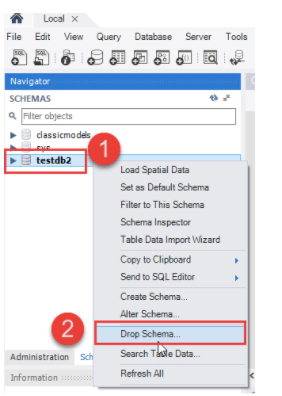 Local ×
File Edit View Query Database Server Tools
Navigator
SCHEMAS
Filter objects
classicmodels
sys
testdb2
1
Load Spatial Data
Set as Default Schema
Filter to This Schema
Schema Inspector
Table Data Import Wizard
Copy to Clipboard
Send to SQL Editor
Create Schema...
Alter Schema...
2
Drop Schema...
Search Table Data...
Refresh All
Administration Sch
Information